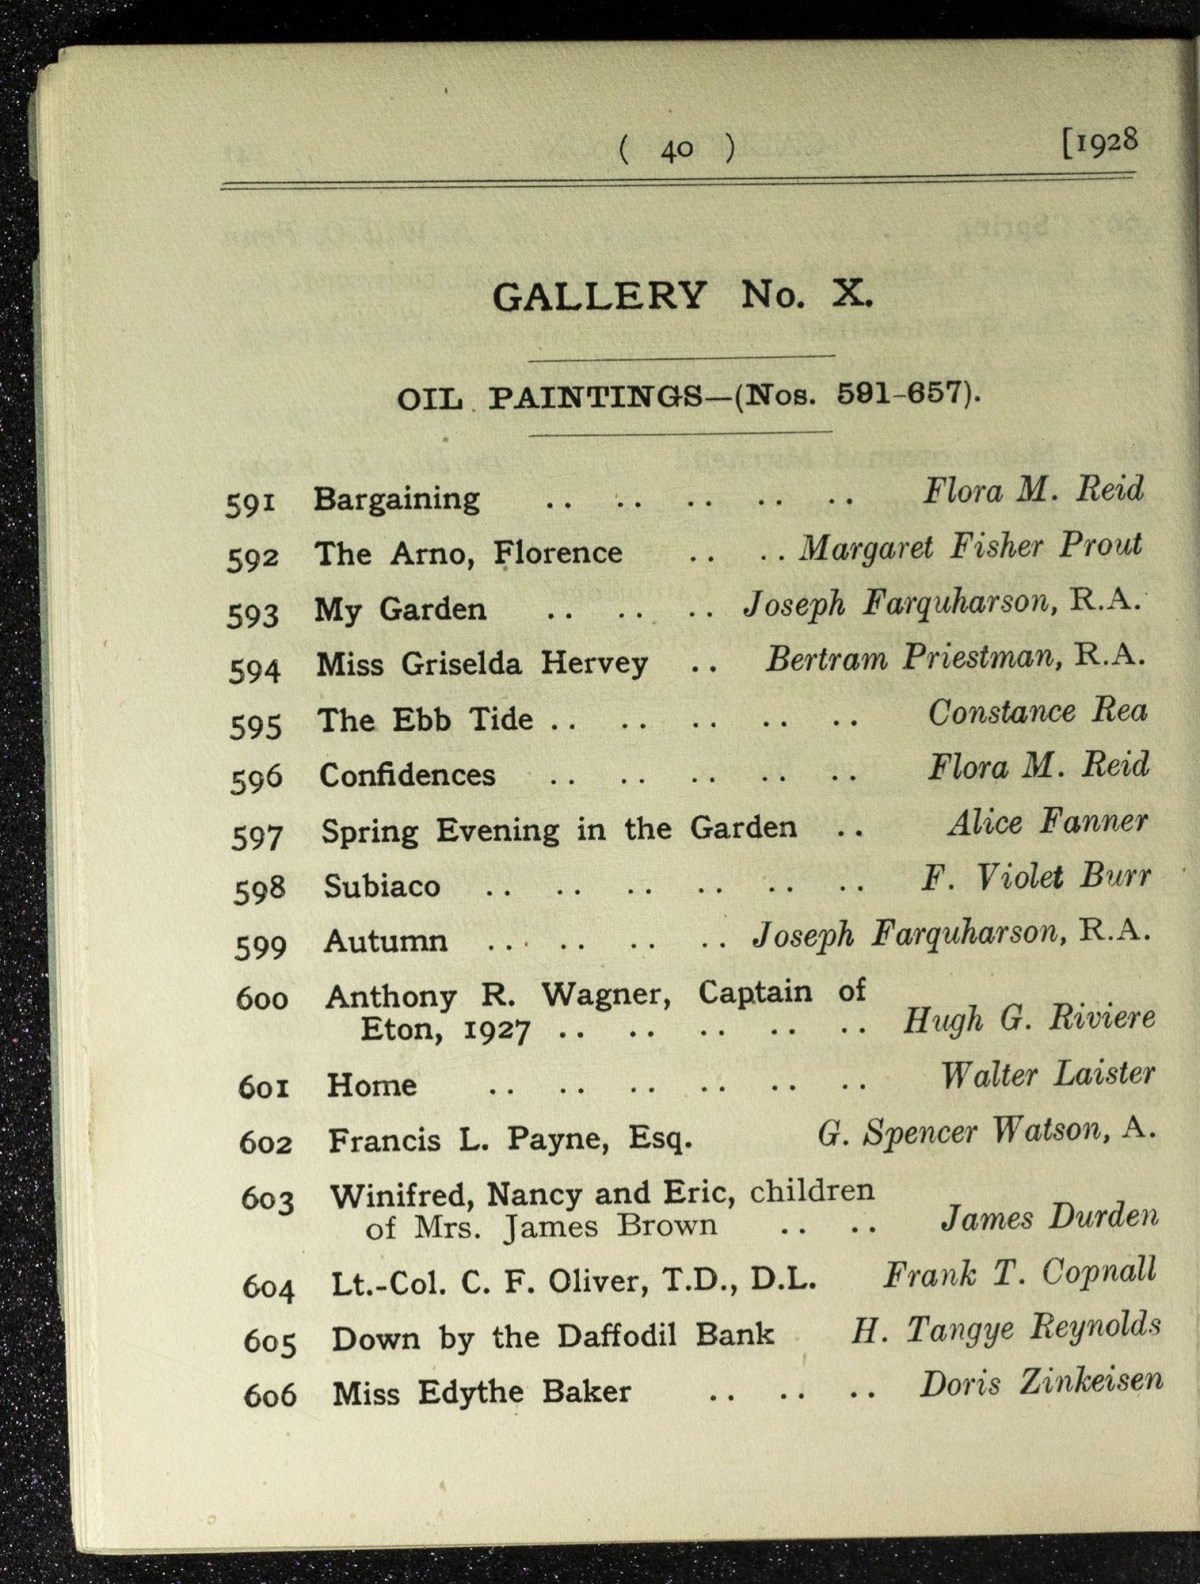 ( 40 ) [1928
GALLERY No. X.
OIL PAINTINGS—(Nos. 591-657).
591 Bargaining .. .. .. .. .. Flora M. Reid
592 The Arno, Florence .. .. Margaret Fisher Prout
593 My Garden .. .. .. Joseph Farquharson, R.A.
594 Miss Griselda Hervey .. Bertram Priestman, R.A.
595 The Ebb Tide .. .. .. .. .. Constance Rea
596 Confidences .. .. .. .. .. Flora M. Reid
597 Spring Evening in the Garden .. Alice Fanner
598 Subiaco .. .. .. .. .. .. F. Violet Burr
599 Autumn .. .. .. .. Joseph Farquharson, R.A.
600 Anthony R. Wagner, Captain of
Eton, 1927 .. .. .. .. .. Hugh G. Riviere
601 Home .. .. .. .. .. .. Walter Laister
602 Francis L. Payne, Esq. G. Spencer Watson, A.
603 Winifred, Nancy and Eric, children
of Mrs. James Brown .. .. James Durden
604 Lt.-Col. C. F. Oliver, T.D., D.L. Frank T. Copnall
605 Down by the Daffodil Bank H. Tangye Reynolds
606 Miss Edythe Baker .. .. .. Doris Zinkeisen